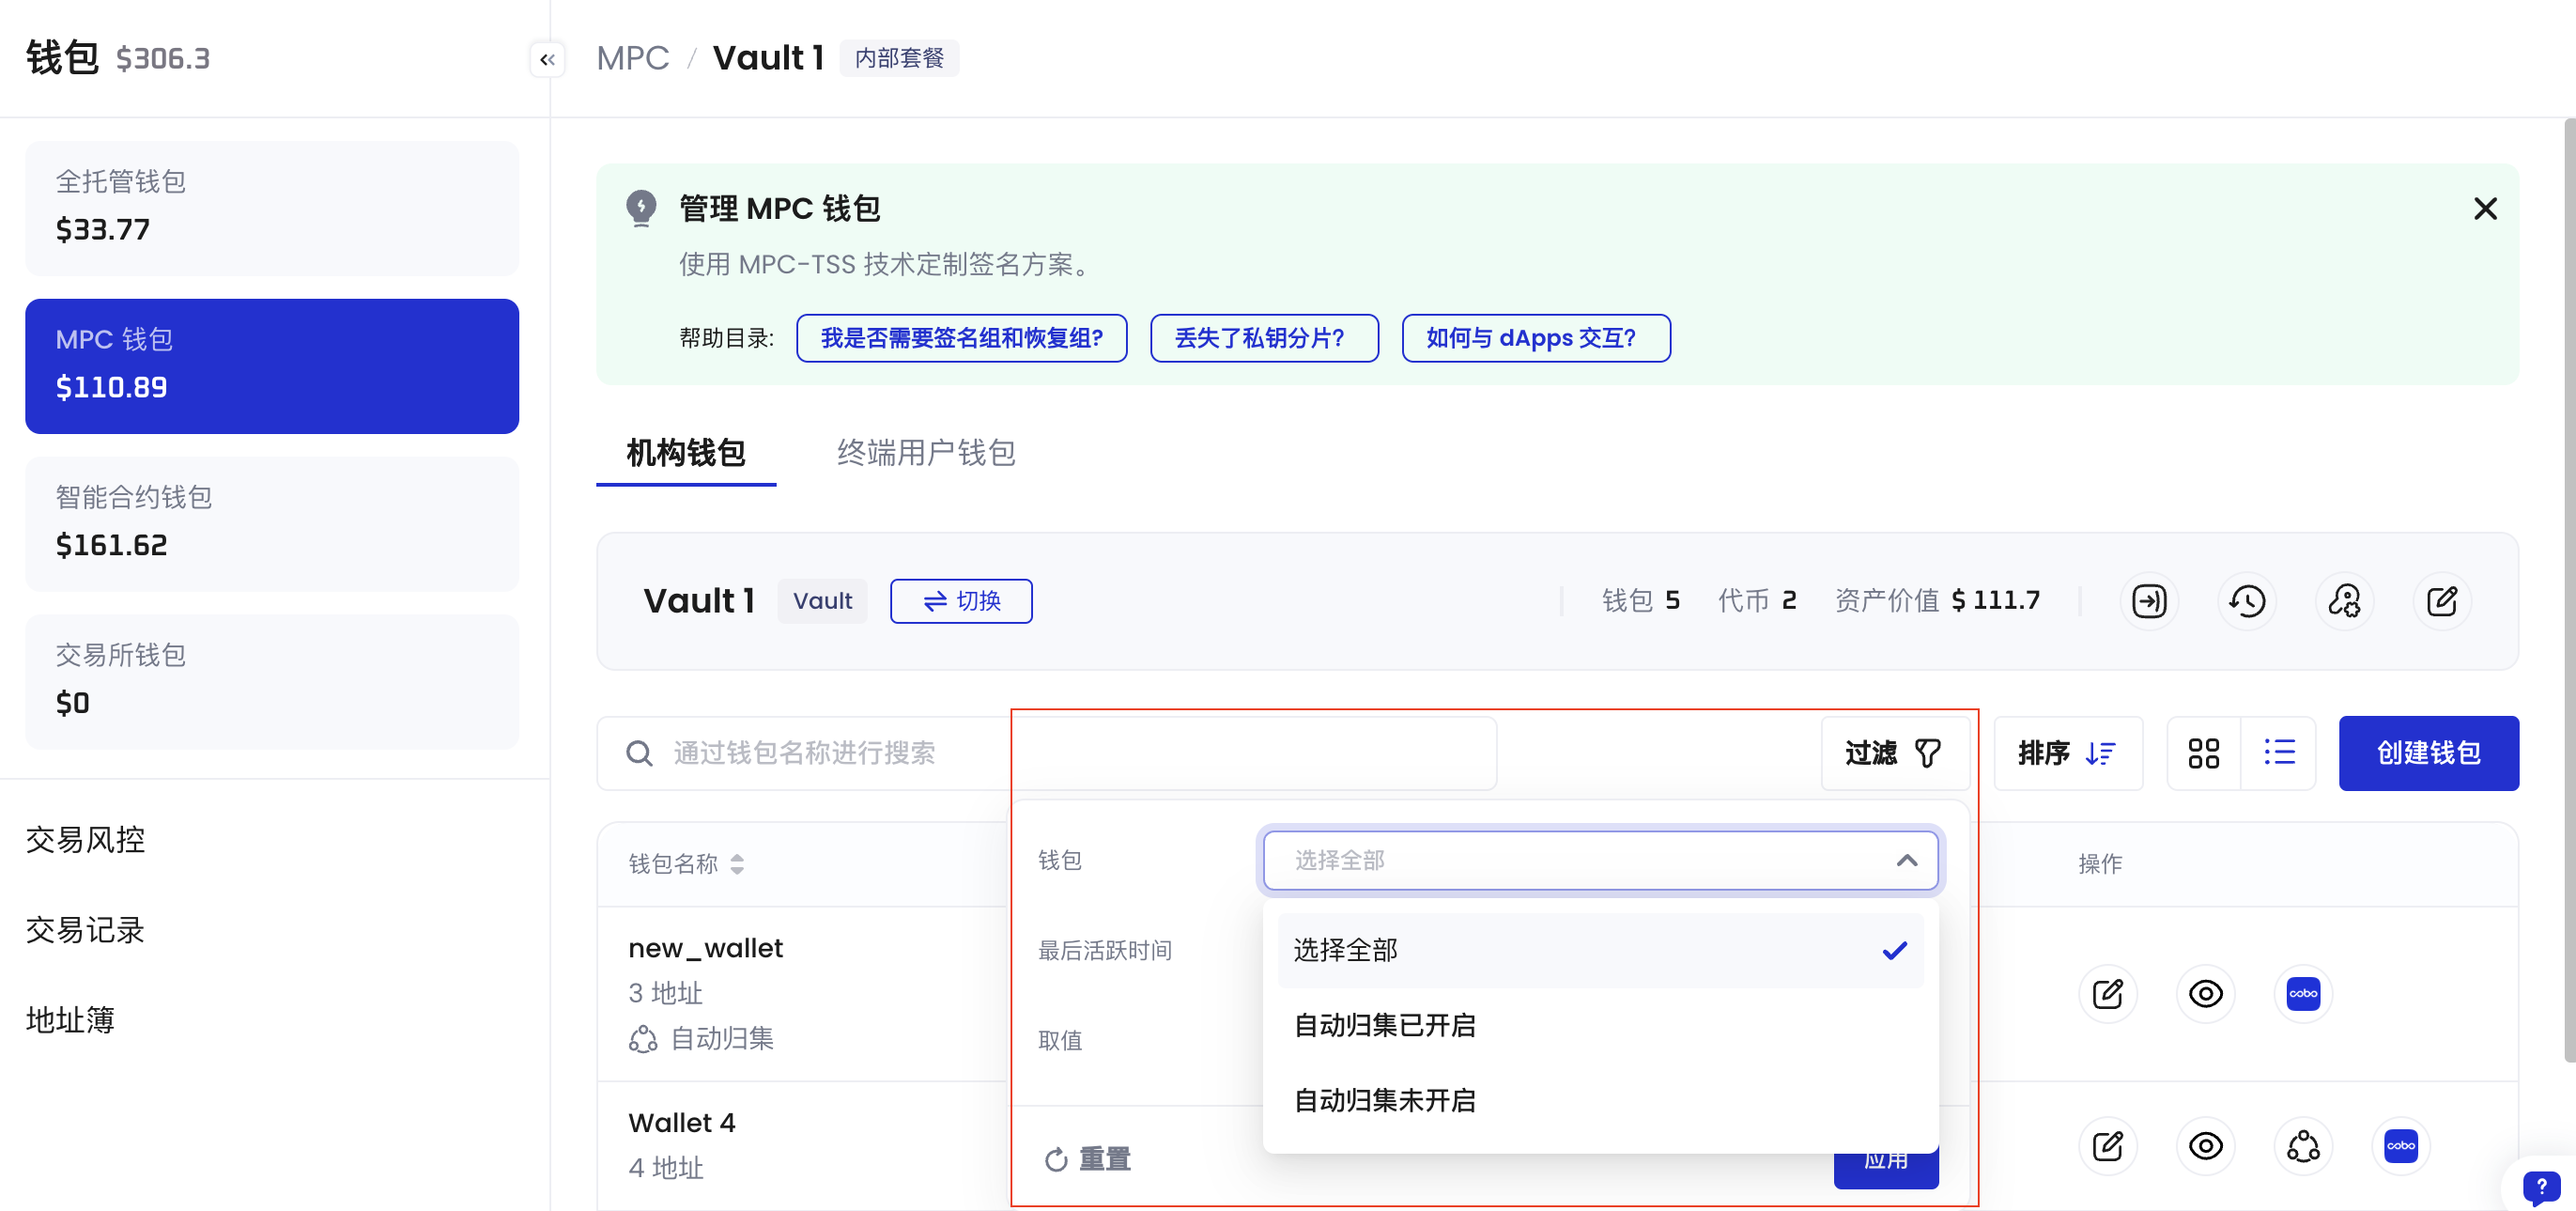 钱包 $306.3
MPC / Vault 1 内部套餐
全托管钱包
$33.77
MPC 钱包
$110.89
智能合约钱包
$161.62
交易所钱包
$0
交易风控
交易记录
地址簿
管理 MPC 钱包
使用 MPC-TSS 技术定制签名方案。
帮助目录: 我是否需要签名组和恢复组? 丢失了私钥分片? 如何与 dApps 交互?
机构钱包 终端用户钱包
Vault 1 Vault 切换 钱包 5 代币 2 资产价值 $ 111.7
通过钱包名称进行搜索 过滤 排序 创建钱包
钱包名称 操作
new_wallet
3 地址
自动归集
cobo
Wallet 4
4 地址
cobo
钱包 选择全部
最后活跃时间
取值
选择全部
自动归集已开启
自动归集未开启
重置 应用
?